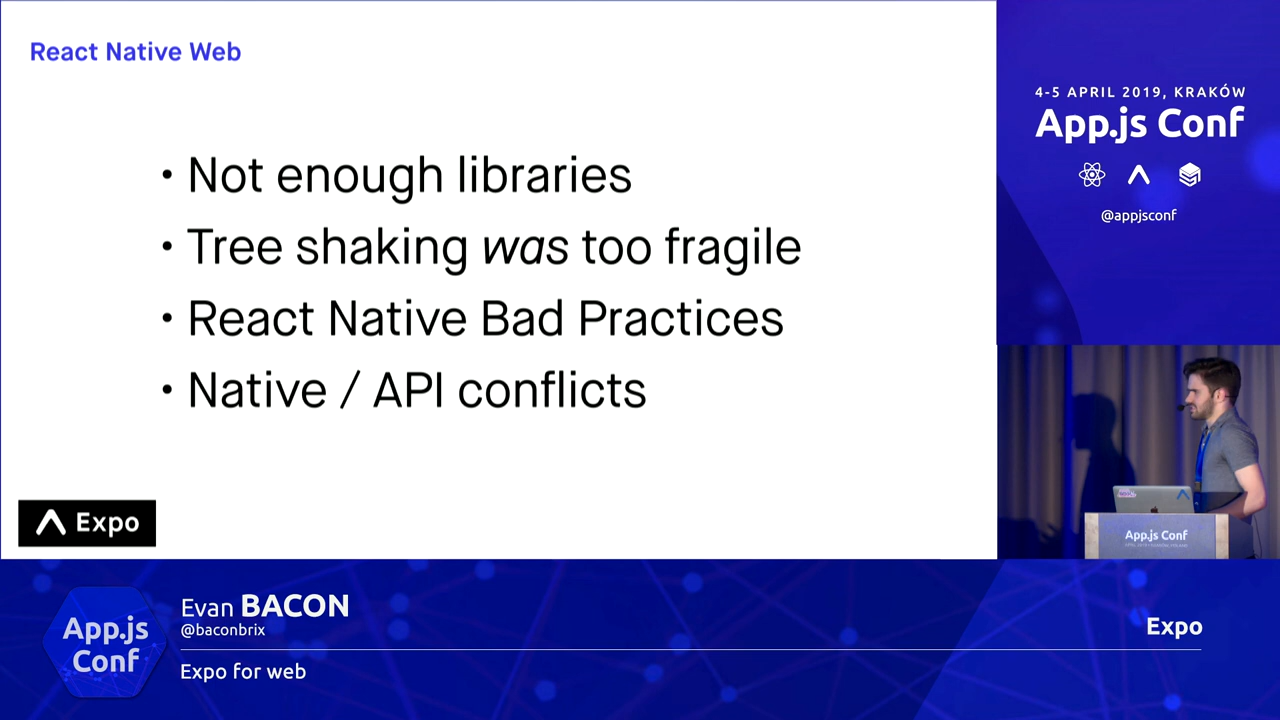 React Native Web
• Not enough libraries
• Tree shaking was too fragile
• React Native Bad Practices
• Native / API conflicts
Expo
4-5 APRIL 2019, KRAKÓW
App.js Conf
@appjsconf
App.js Conf
App.js
Conf
Evan BACON
@baconbrix
Expo for web
Expo